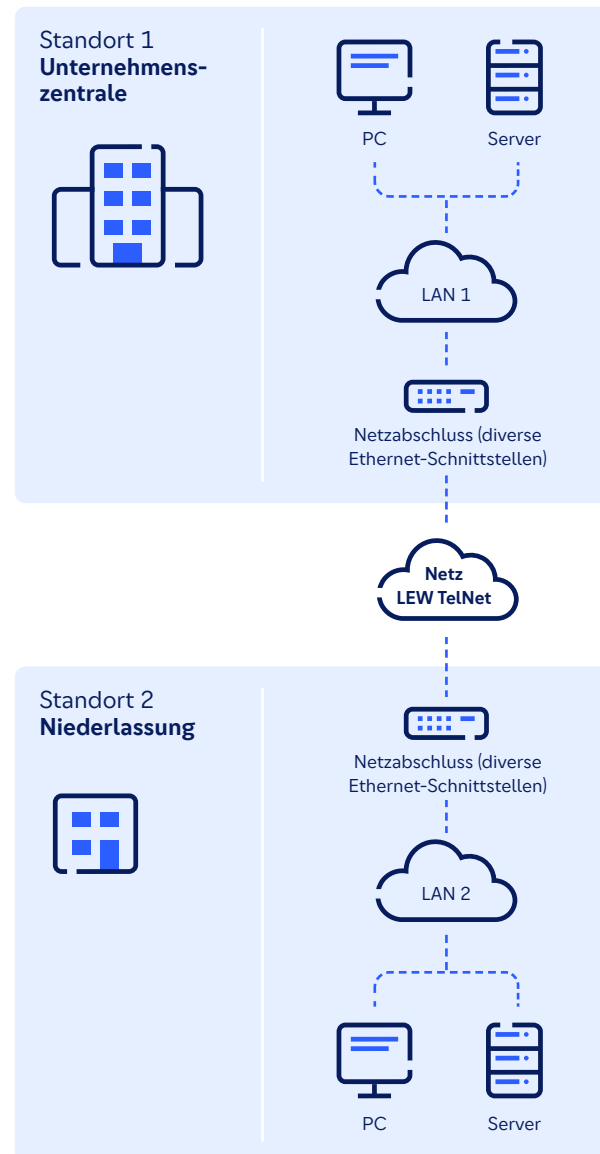 Standort 1
Unternehmens-
zentrale
PC
Server
LAN 1
Netzabschluss (diverse
Ethernet-Schnittstellen)
Netz
LEW TelNet
Standort 2
Niederlassung
Netzabschluss (diverse
Ethernet-Schnittstellen)
LAN 2
PC
Server